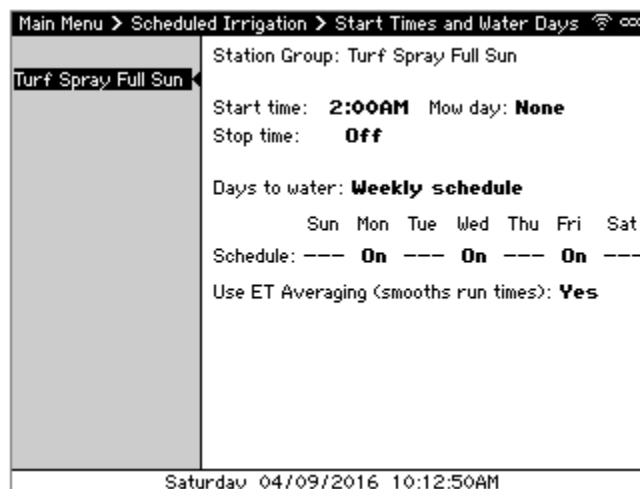 Main Menu > Scheduled Irrigation > Start Times and Water Days
Turf Spray Full Sun
Station Group: Turf Spray Full Sun
Start time: 2:00AM Mow day: None
Stop time: Off
Days to water: Weekly schedule
Sun Mon Tue Wed Thu Fri Sat
Schedule: --- On --- On --- On ---
Use ET Averaging (smooths run times): Yes
Saturday 04/09/2016 10:12:50AM